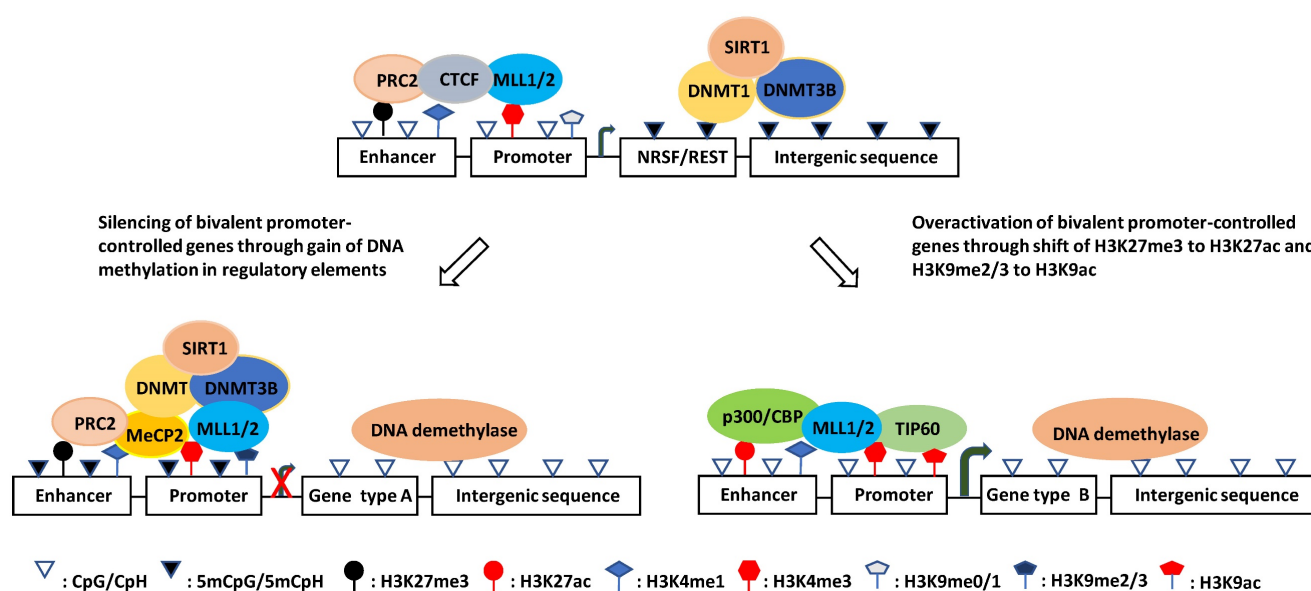 SIRT1
PRC2 CTCF MLL1/2
DNMT1 DNMT3B
Enhancer Promoter NRSF/REST Intergenic sequence
Silencing of bivalent promoter-
controlled genes through gain of DNA
methylation in regulatory elements
Overactivation of bivalent promoter-controlled
genes through shift of H3K27me3 to H3K27ac and
H3K9me2/3 to H3K9ac
SIRT1
DNMT DNMT3B
PRC2 MeCP2 MLL1/2
DNA demethylase
Enhancer Promoter Gene type A Intergenic sequence
p300/CBP MLL1/2 TIP60
DNA demethylase
Enhancer Promoter Gene type B Intergenic sequence
: CpG/CpH : 5mCpG/5mCpH : H3K27me3 : H3K27ac : H3K4me1 : H3K4me3 : H3K9me0/1 : H3K9me2/3 : H3K9ac